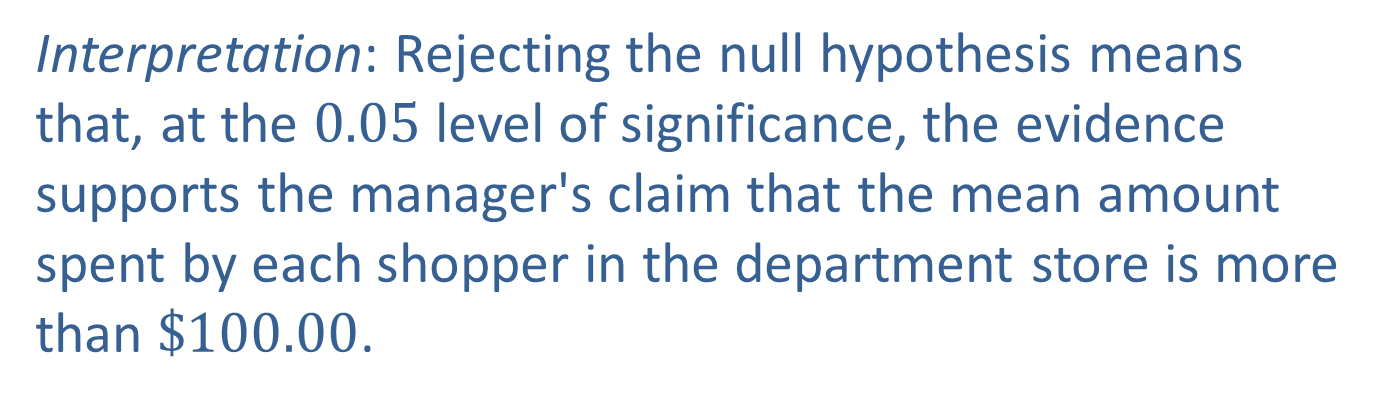 Interpretation: Rejecting the null hypothesis means
that, at the 0.05 level of significance, the evidence
supports the manager's claim that the mean amount
spent by each shopper in the department store is more
than $100.00.